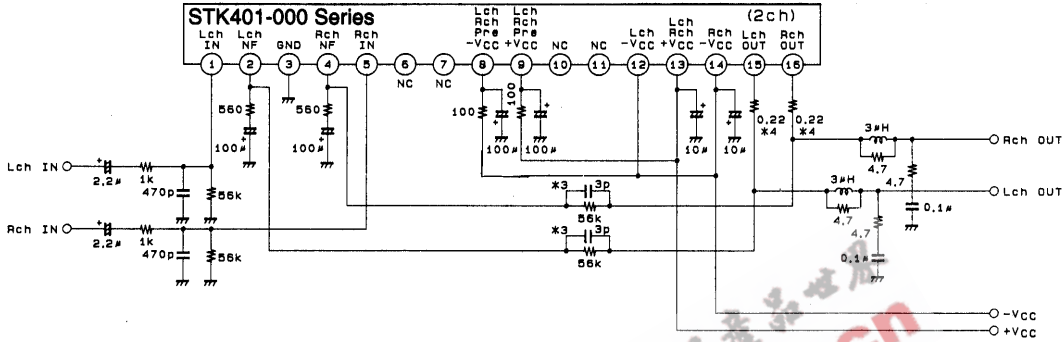 STK401-000 Series (2ch)
Lch IN
Lch NF
GND
Rch NF
Rch IN
Lch Rch Pre -VCC
Lch Rch Pre +VCC
NC
NC
Lch -VCC
Lch Rch +VCC
Rch -VCC
Lch OUT
Rch OUT
1 2 3 4 5 6 7 8 9 10 11 12 13 14 15 16
NC NC
560
100µ
560
100µ
100
100µ
100
100µ
10µ
10µ
0.22
*4
0.22
*4
3µH
4.7
4.7
0.1µ
Rch OUT
3µH
4.7
4.7
0.1µ
Lch OUT
Lch IN
2.2µ
1k
470p
56k
*3
3p
56k
Rch IN
2.2µ
1k
470p
56k
*3
3p
56k
-VCC
+VCC